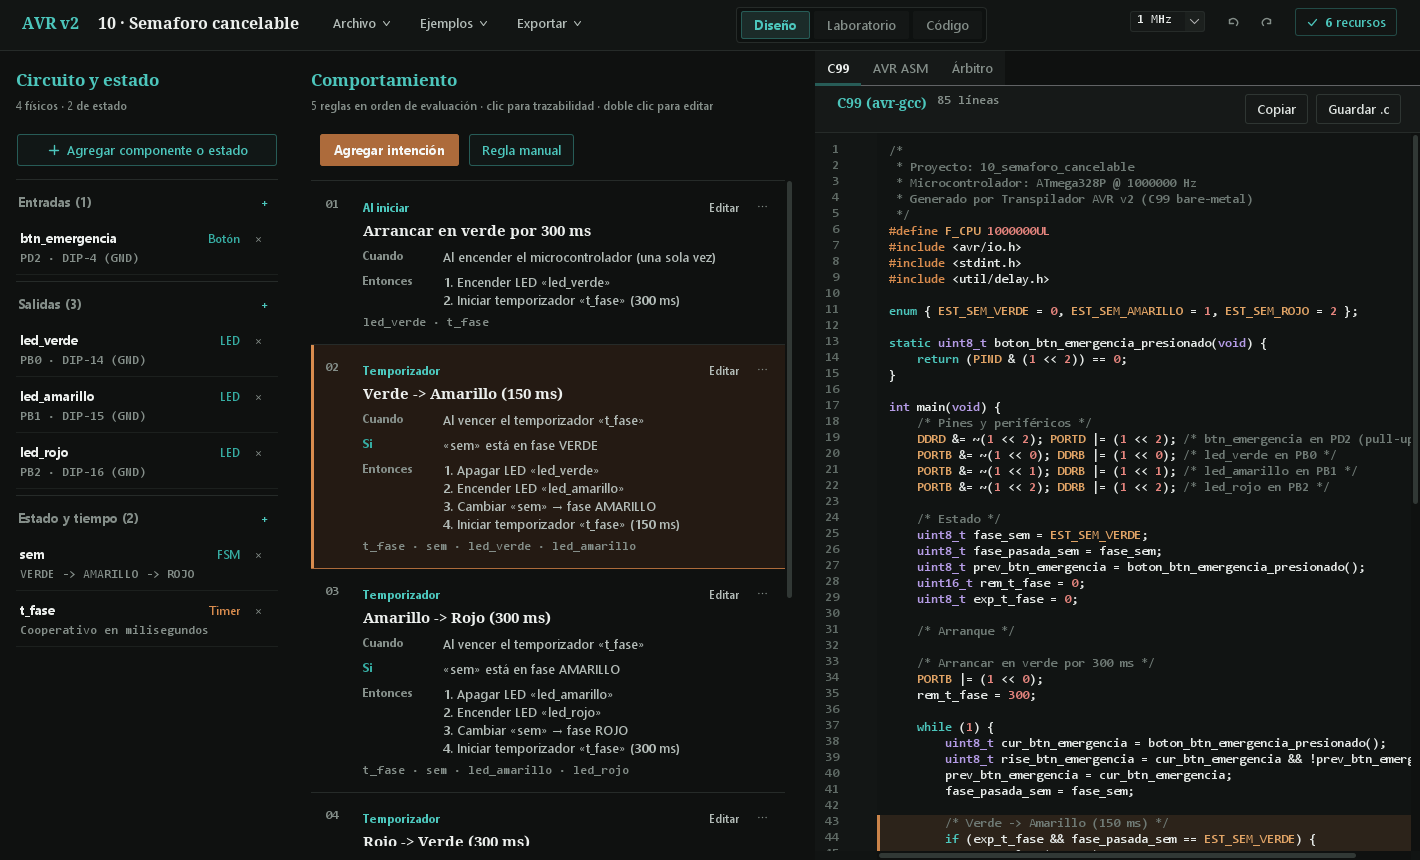 AVR v2
10 · Semaforo cancelable
Archivo
Ejemplos
Exportar
Diseño
Laboratorio
Código
1 MHz
6 recursos
Circuito y estado
4 físicos · 2 de estado
+ Agregar componente o estado
Entradas (1) +
btn_emergencia Botón ×
PD2 · DIP-4 (GND)
Salidas (3) +
led_verde LED ×
PB0 · DIP-14 (GND)
led_amarillo LED ×
PB1 · DIP-15 (GND)
led_rojo LED ×
PB2 · DIP-16 (GND)
Estado y tiempo (2) +
sem FSM ×
VERDE -> AMARILLO -> ROJO
t_fase Timer ×
Cooperativo en milisegundos
Comportamiento
5 reglas en orden de evaluación · clic para trazabilidad · doble clic para editar
Agregar intención
Regla manual
01 Al iniciar Editar ···
Arrancar en verde por 300 ms
Cuando Al encender el microcontrolador (una sola vez)
Entonces 1. Encender LED «led_verde»
2. Iniciar temporizador «t_fase» (300 ms)
led_verde · t_fase
02 Temporizador Editar ···
Verde -> Amarillo (150 ms)
Cuando Al vencer el temporizador «t_fase»
Si «sem» está en fase VERDE
Entonces 1. Apagar LED «led_verde»
2. Encender LED «led_amarillo»
3. Cambiar «sem» → fase AMARILLO
4. Iniciar temporizador «t_fase» (150 ms)
t_fase · sem · led_verde · led_amarillo
03 Temporizador Editar ···
Amarillo -> Rojo (300 ms)
Cuando Al vencer el temporizador «t_fase»
Si «sem» está en fase AMARILLO
Entonces 1. Apagar LED «led_amarillo»
2. Encender LED «led_rojo»
3. Cambiar «sem» → fase ROJO
4. Iniciar temporizador «t_fase» (300 ms)
t_fase · sem · led_amarillo · led_rojo
04 Temporizador Editar ···
Rojo -> Verde (300 ms)
C99
AVR ASM
Árbitro
C99 (avr-gcc) 85 líneas
Copiar
Guardar .c
1 /*
2  * Proyecto: 10_semaforo_cancelable
3  * Microcontrolador: ATmega328P @ 1000000 Hz
4  * Generado por Transpilador AVR v2 (C99 bare-metal)
5  */
6 #define F_CPU 1000000UL
7 #include <avr/io.h>
8 #include <stdint.h>
9 #include <util/delay.h>
10
11 enum { EST_SEM_VERDE = 0, EST_SEM_AMARILLO = 1, EST_SEM_ROJO = 2 };
12
13 static uint8_t boton_btn_emergencia_presionado(void) {
14     return (PIND & (1 << 2)) == 0;
15 }
16
17 int main(void) {
18     /* Pines y periféricos */
19     DDRD &= ~(1 << 2); PORTD |= (1 << 2); /* btn_emergencia en PD2 (pull-up
20     PORTB &= ~(1 << 0); DDRB |= (1 << 0); /* led_verde en PB0 */
21     PORTB &= ~(1 << 1); DDRB |= (1 << 1); /* led_amarillo en PB1 */
22     PORTB &= ~(1 << 2); DDRB |= (1 << 2); /* led_rojo en PB2 */
23
24     /* Estado */
25     uint8_t fase_sem = EST_SEM_VERDE;
26     uint8_t fase_pasada_sem = fase_sem;
27     uint8_t prev_btn_emergencia = boton_btn_emergencia_presionado();
28     uint16_t rem_t_fase = 0;
29     uint8_t exp_t_fase = 0;
30
31     /* Arranque */
32
33     /* Arrancar en verde por 300 ms */
34     PORTB |= (1 << 0);
35     rem_t_fase = 300;
36
37     while (1) {
38         uint8_t cur_btn_emergencia = boton_btn_emergencia_presionado();
39         uint8_t rise_btn_emergencia = cur_btn_emergencia && !prev_btn_emerg
40         prev_btn_emergencia = cur_btn_emergencia;
41         fase_pasada_sem = fase_sem;
42
43         /* Verde -> Amarillo (150 ms) */
44         if (exp_t_fase && fase_pasada_sem == EST_SEM_VERDE) {